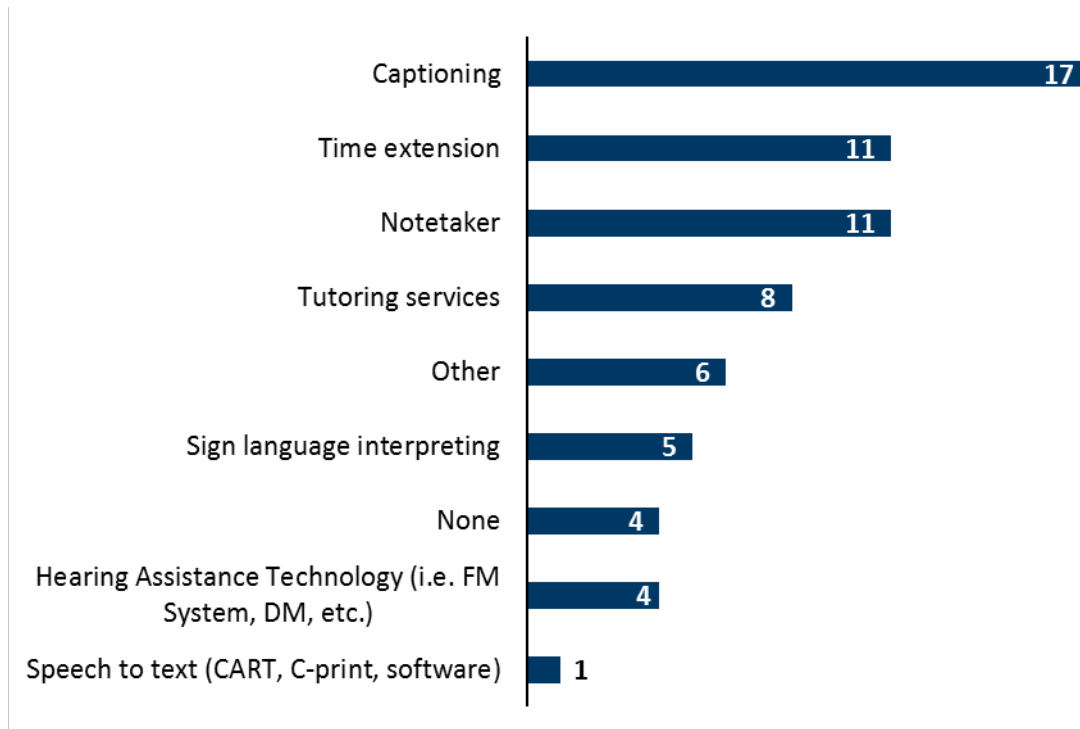 Captioning 17
Time extension 11
Notetaker 11
Tutoring services 8
Other 6
Sign language interpreting 5
None 4
Hearing Assistance Technology (i.e. FM
System, DM, etc.) 4
Speech to text (CART, C-print, software) 1